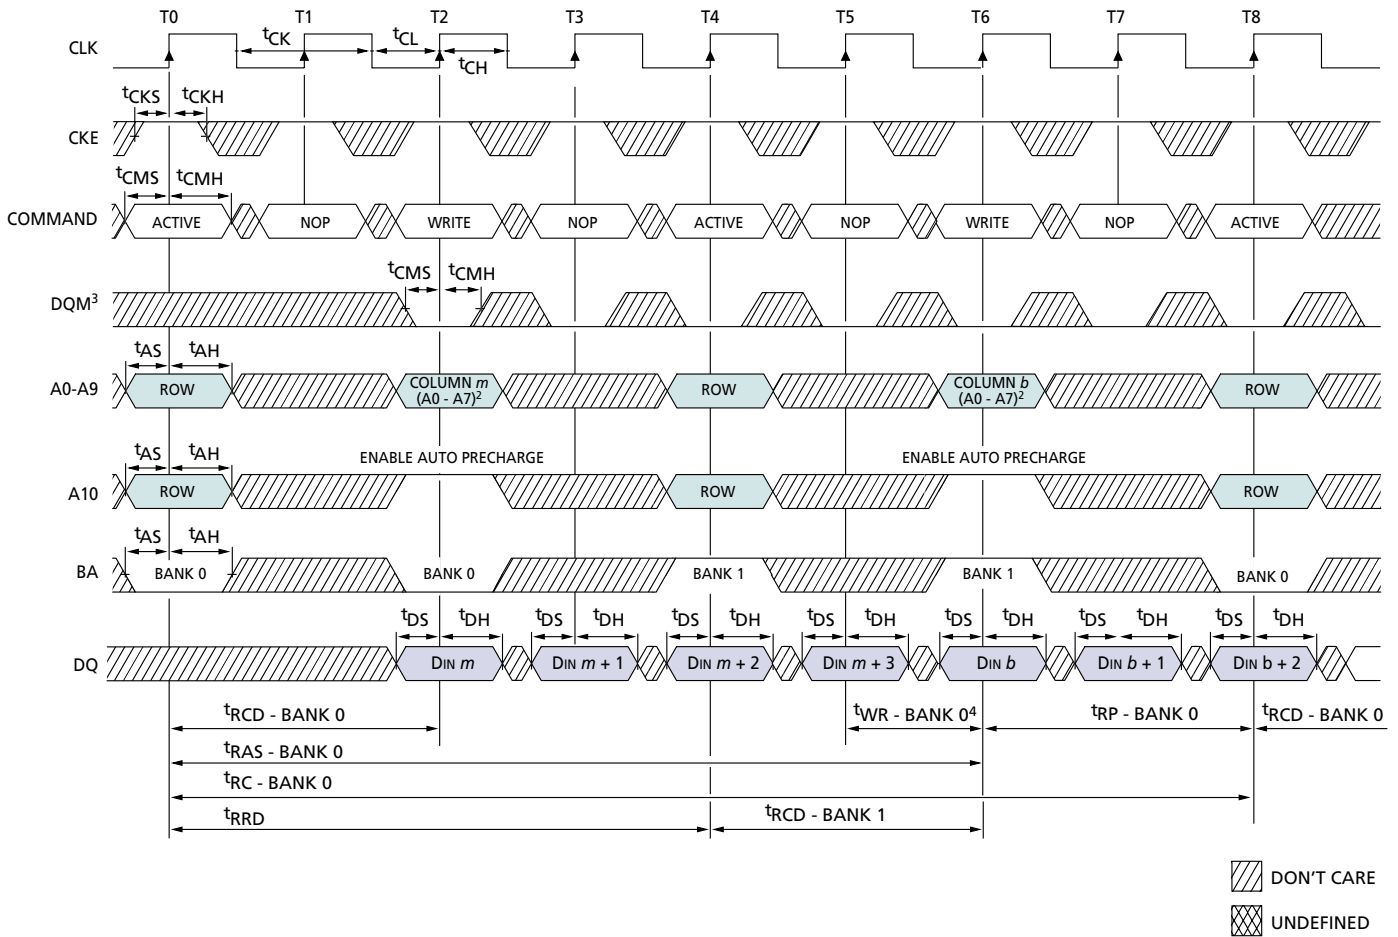 T0 T1 T2 T3 T4 T5 T6 T7 T8
CLK tCK tCL
tCH
tCKS tCKH
CKE
tCMS tCMH
COMMAND ACTIVE NOP WRITE NOP ACTIVE NOP WRITE NOP ACTIVE
tCMS tCMH
DQM3
tAS tAH
A0-A9 ROW COLUMN m (A0 - A7)2 ROW COLUMN b (A0 - A7)2 ROW
tAS tAH ENABLE AUTO PRECHARGE ENABLE AUTO PRECHARGE
A10 ROW ROW ROW
tAS tAH
BA BANK 0 BANK 0 BANK 1 BANK 1 BANK 0
tDS tDH tDS tDH tDS tDH tDS tDH tDS tDH tDS tDH tDS tDH
DQ DIN m DIN m + 1 DIN m + 2 DIN m + 3 DIN b DIN b + 1 DIN b + 2
tRCD - BANK 0 tWR - BANK 04 tRP - BANK 0 tRCD - BANK 0
tRAS - BANK 0
tRC - BANK 0
tRRD tRCD - BANK 1
DON'T CARE
UNDEFINED